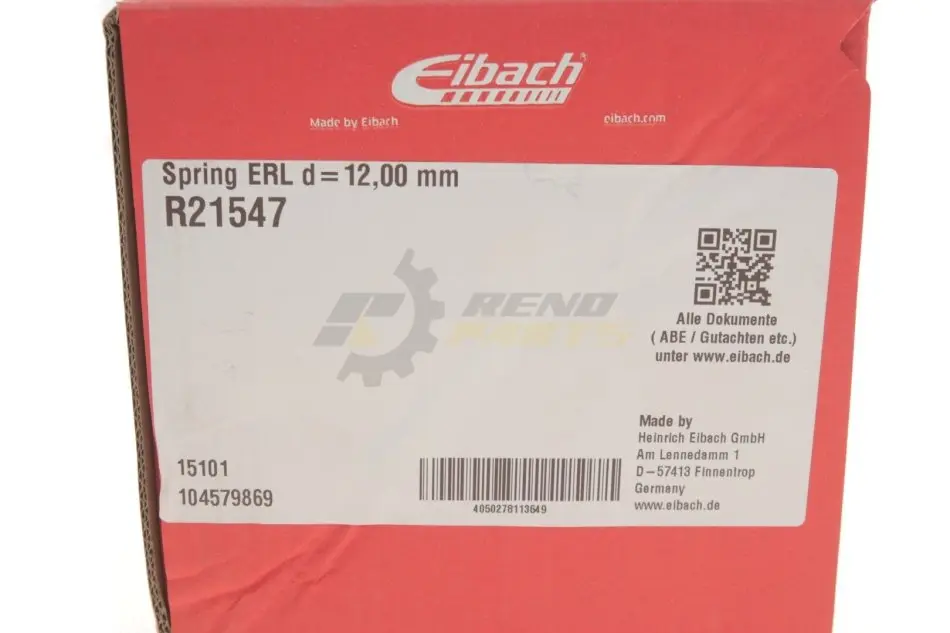 Eibach
Made by Eibach
eibach.com
Spring ERL d=12,00 mm
R21547
RENO
PARTS
Alle Dokumente
( ABE / Gutachten etc.)
unter www.eibach.de
Made by
Heinrich Eibach GmbH
Am Lennedamm 1
D-57413 Finnentrop
Germany
www.eibach.de
15101
104579869
4050278113649